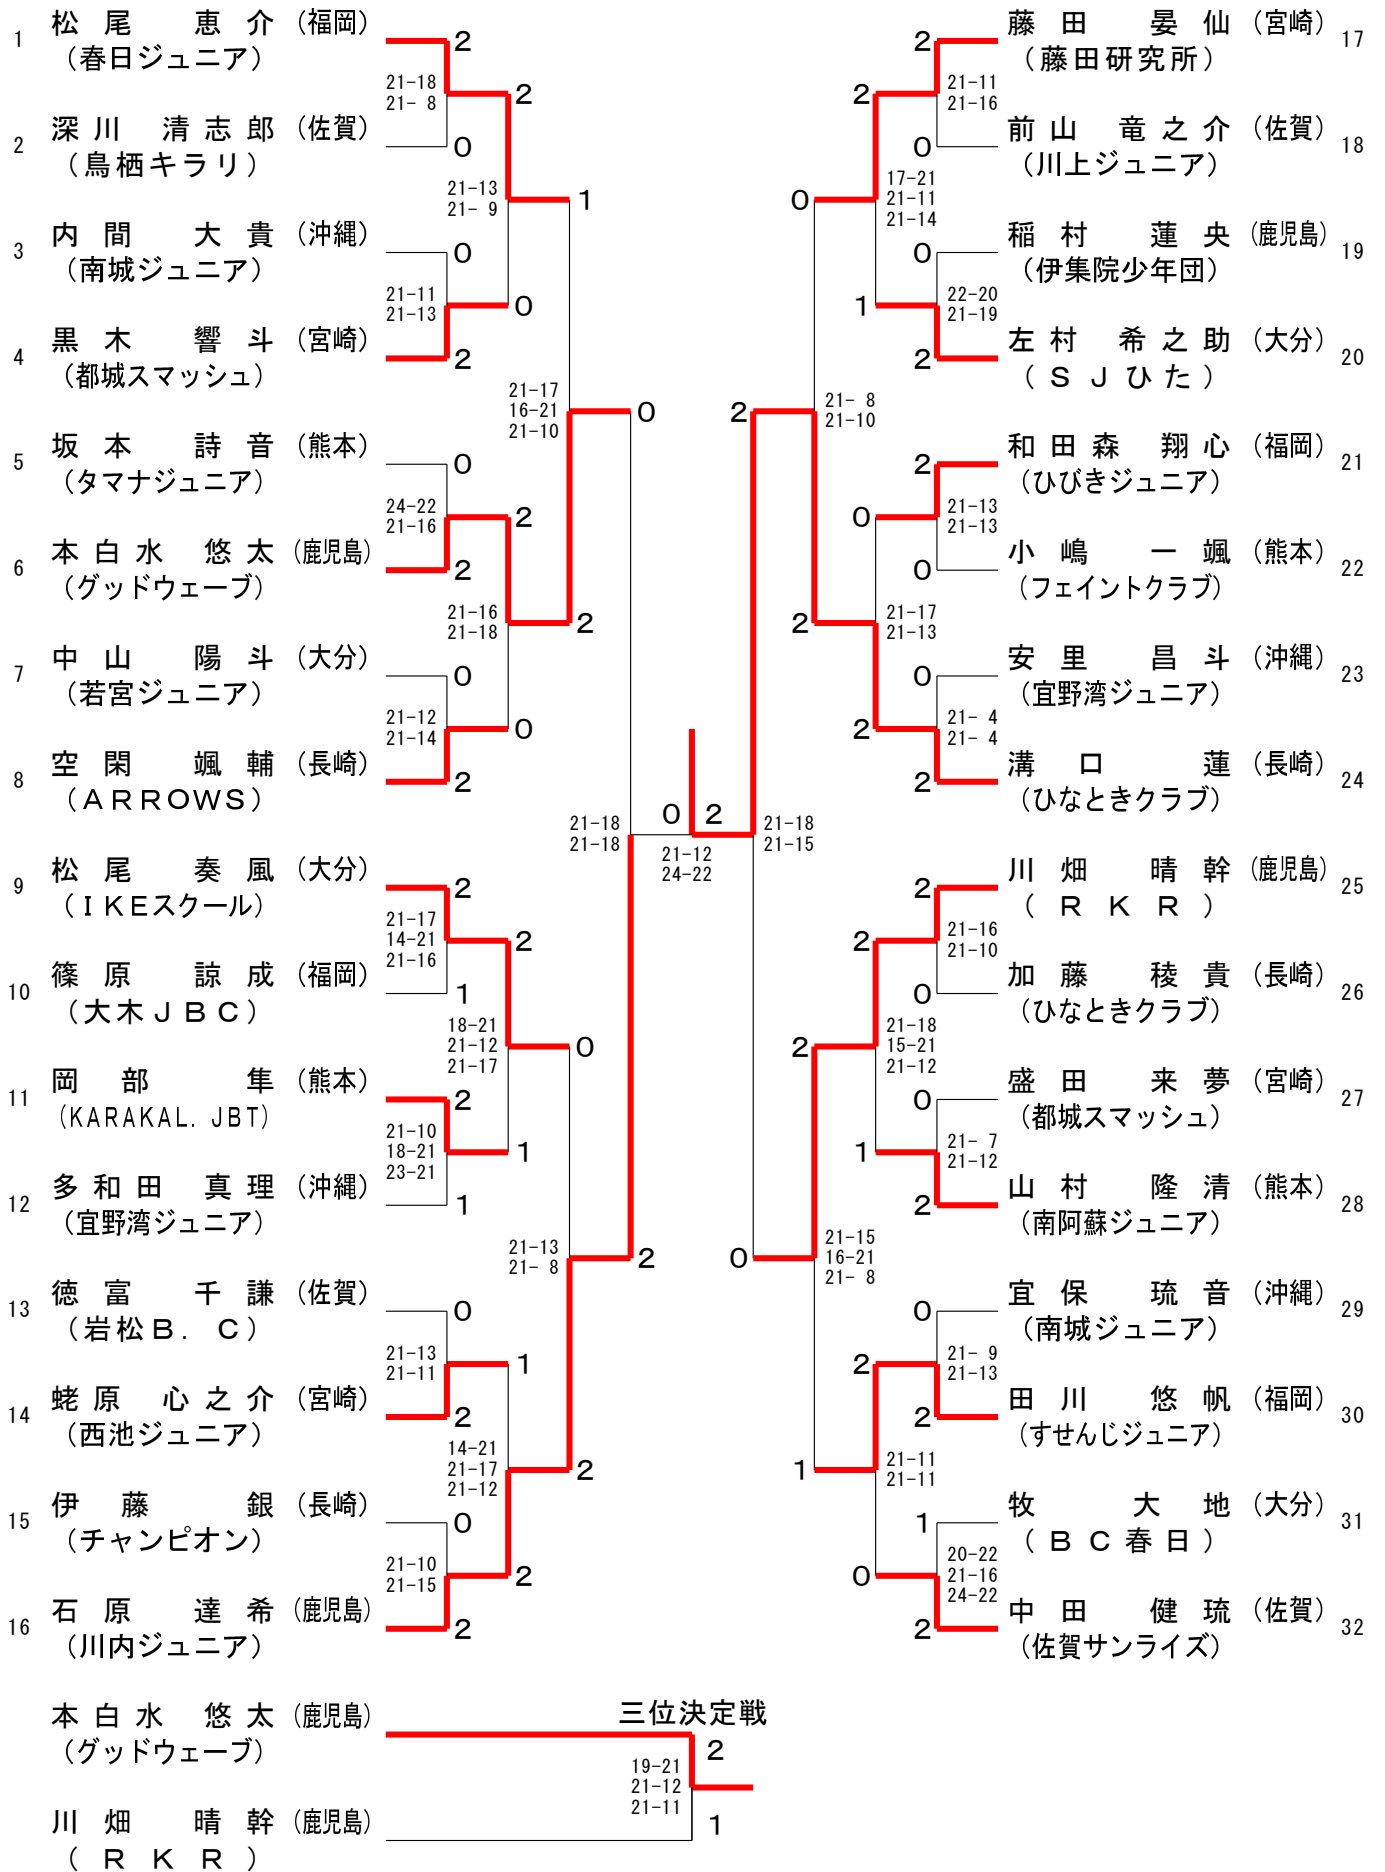 1 松尾 恵介 (福岡)
(春日ジュニア)
2
21-18
21- 8
2
2 深川 清志郎 (佐賀)
(鳥栖キラリ)
0
21-13
21- 9
1
3 内間 大貴 (沖縄)
(南城ジュニア)
0
21-11
21-13
0
4 黒木 響斗 (宮崎)
(都城スマッシュ)
2
21-17
16-21
21-10
0
5 坂本 詩音 (熊本)
(タマナジュニア)
0
24-22
21-16
2
6 本白水 悠太 (鹿児島)
(グッドウェーブ)
2
21-16
21-18
2
7 中山 陽斗 (大分)
(若宮ジュニア)
0
21-12
21-14
0
8 空閑 颯輔 (長崎)
(ARROWS)
2
21-18
21-18
0 2
21-12
24-22
9 松尾 奏風 (大分)
(IKEスクール)
2
21-17
14-21
21-16
2
10 篠原 諒成 (福岡)
(大木JBC)
1
18-21
21-12
21-17
0
11 岡部 隼 (熊本)
(KARAKAL. JBT)
2
21-10
18-21
23-21
1
12 多和田 真理 (沖縄)
(宜野湾ジュニア)
1
21-13
21- 8
2
13 徳富 千謙 (佐賀)
(岩松B. C)
0
21-13
21-11
1
14 蛯原 心之介 (宮崎)
(西池ジュニア)
2
14-21
21-17
21-12
2
15 伊藤 銀 (長崎)
(チャンピオン)
0
21-10
21-15
2
16 石原 達希 (鹿児島)
(川内ジュニア)
2
2 藤田 晏仙 (宮崎) 17
(藤田研究所)
2
21-11
21-16
0 前山 竜之介 (佐賀) 18
(川上ジュニア)
0
17-21
21-11
21-14
0 稲村 蓮央 (鹿児島) 19
(伊集院少年団)
1
22-20
21-19
2 左村 希之助 (大分) 20
(SJひた)
2
21- 8
21-10
2 和田森 翔心 (福岡) 21
(ひびきジュニア)
0
21-13
21-13
0 小嶋 一颯 (熊本) 22
(フェイントクラブ)
2
21-17
21-13
0 安里 昌斗 (沖縄) 23
(宜野湾ジュニア)
2
21- 4
21- 4
2 溝口 蓮 (長崎) 24
(ひなときクラブ)
21-18
21-15
2 川畑 晴幹 (鹿児島) 25
(RKR)
2
21-16
21-10
0 加藤 稜貴 (長崎) 26
(ひなときクラブ)
2
21-18
15-21
21-12
0 盛田 来夢 (宮崎) 27
(都城スマッシュ)
1
21- 7
21-12
2 山村 隆清 (熊本) 28
(南阿蘇ジュニア)
0
21-15
16-21
21- 8
0 宜保 琉音 (沖縄) 29
(南城ジュニア)
2
21- 9
21-13
2 田川 悠帆 (福岡) 30
(すせんじジュニア)
1
21-11
21-11
1 牧 大地 (大分) 31
(BC春日)
0
20-22
21-16
24-22
2 中田 健琉 (佐賀) 32
(佐賀サンライズ)
三位決定戦
本白水 悠太 (鹿児島)
(グッドウェーブ)
2
19-21
21-12
21-11
川畑 晴幹 (鹿児島)
(RKR)
1